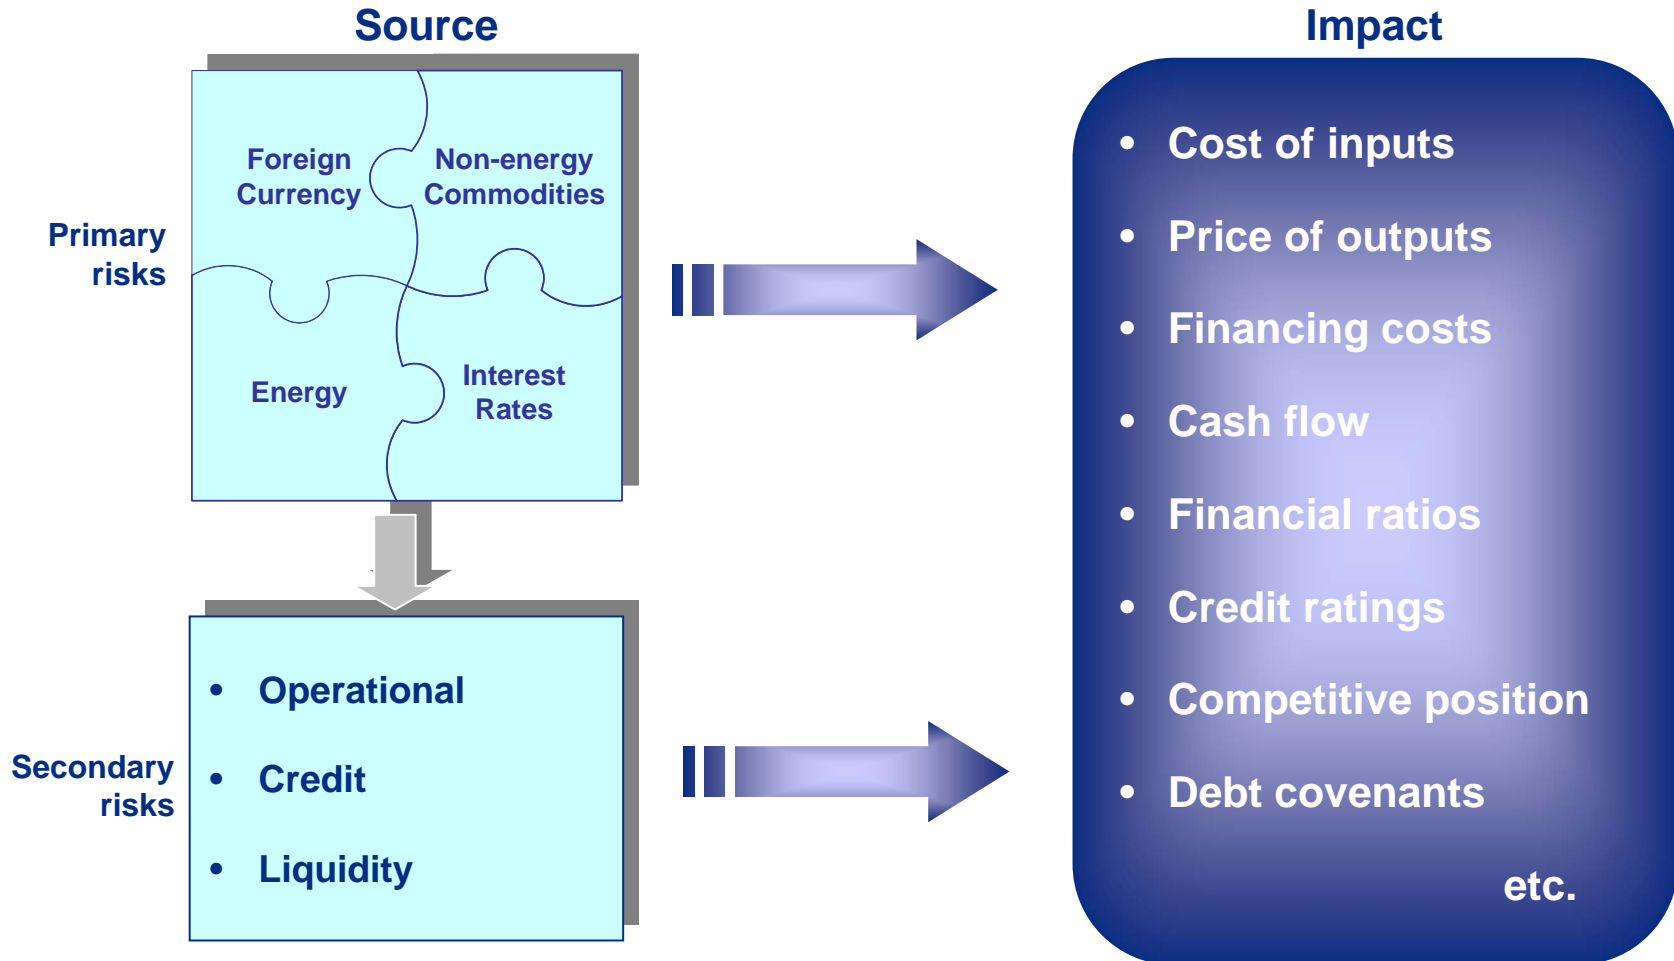 Source
Impact
Primary
risks
Foreign
Currency
Non-energy
Commodities
Energy
Interest
Rates
Secondary
risks
• Operational
• Credit
• Liquidity
• Cost of inputs
• Price of outputs
• Financing costs
• Cash flow
• Financial ratios
• Credit ratings
• Competitive position
• Debt covenants
etc.